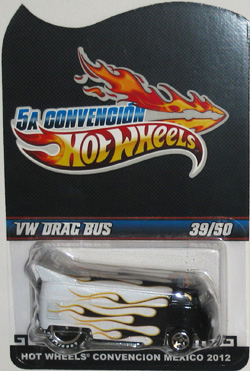 5A CONVENCIÓN
HOT WHEELS
VW DRAG BUS 39/50
HOT WHEELS® CONVENCION MEXICO 2012